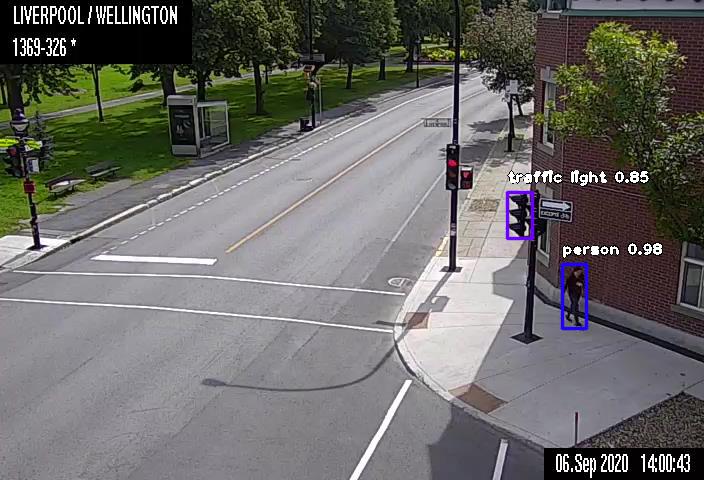 LIVERPOOL / WELLINGTON
1369-326 *
traffic light 0.85
person 0.98
06.Sep 2020 14:00:43